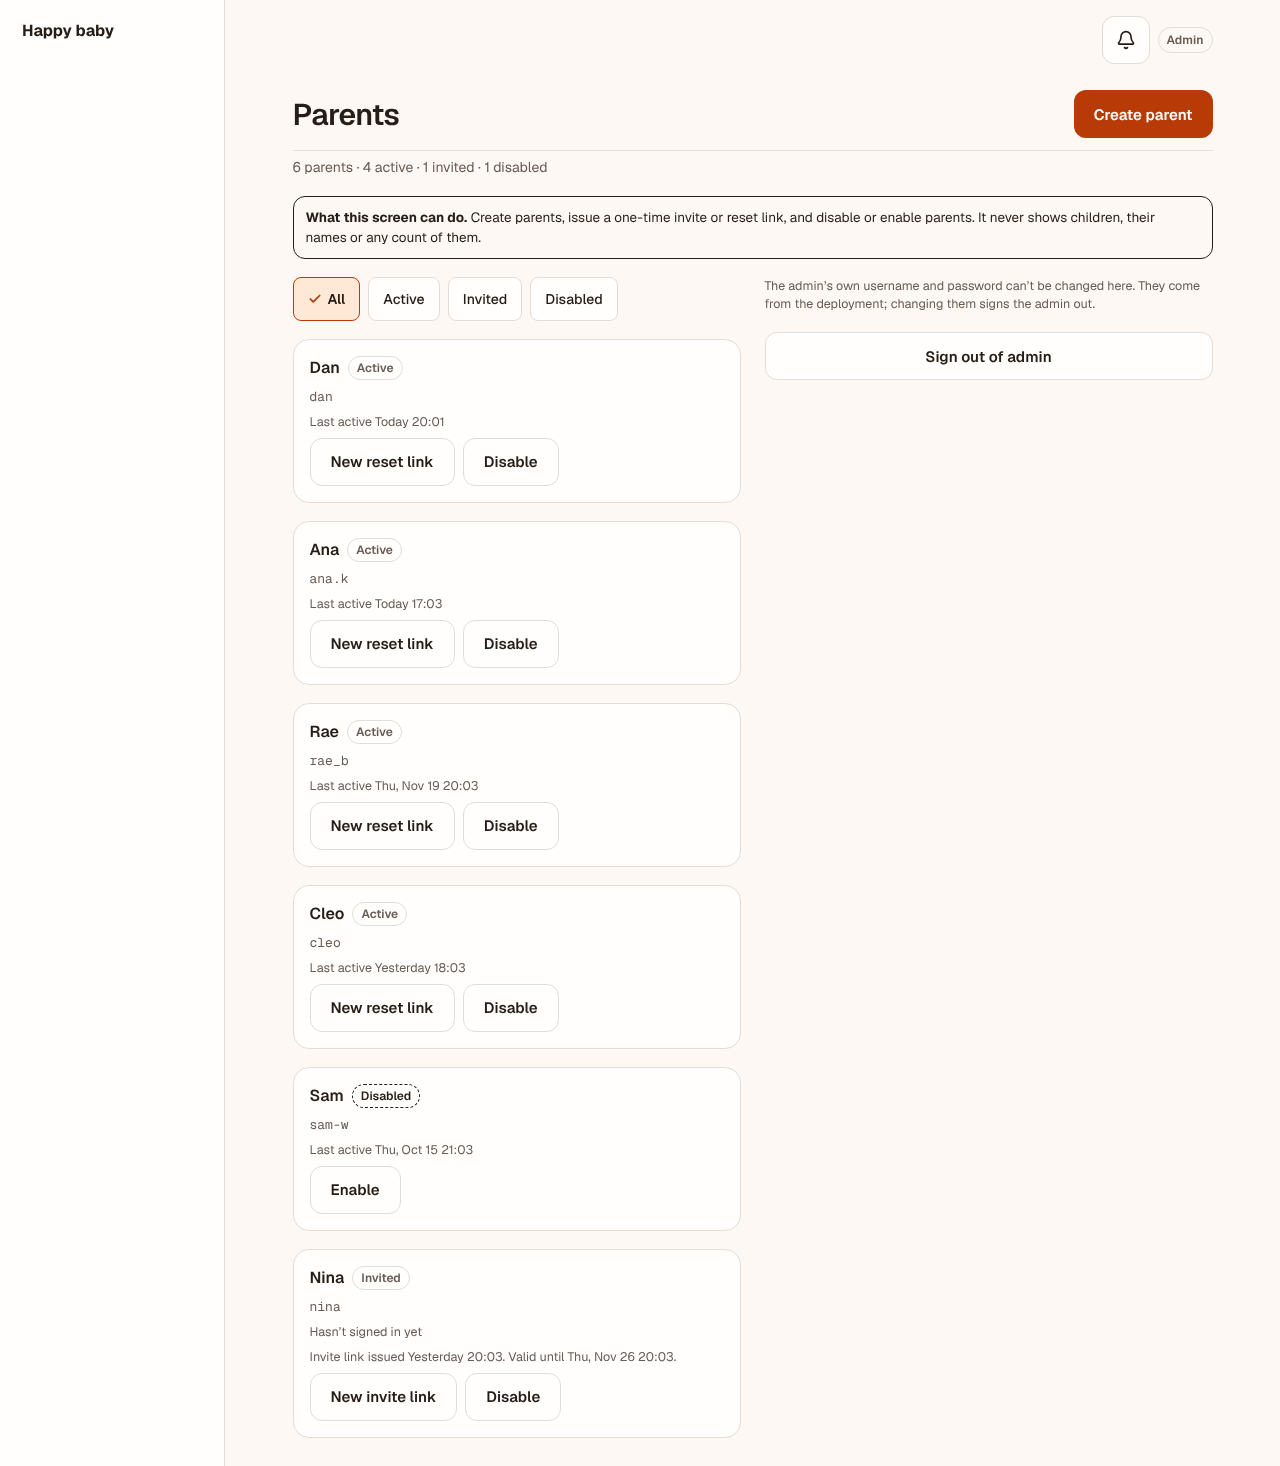 Happy baby
Admin
Parents
Create parent
6 parents · 4 active · 1 invited · 1 disabled
What this screen can do. Create parents, issue a one-time invite or reset link, and disable or enable parents. It never shows children, their
names or any count of them.
All
Active
Invited
Disabled
The admin’s own username and password can’t be changed here. They come
from the deployment; changing them signs the admin out.
Sign out of admin
Dan Active
dan
Last active Today 20:01
New reset link
Disable
Ana Active
ana.k
Last active Today 17:03
New reset link
Disable
Rae Active
rae_b
Last active Thu, Nov 19 20:03
New reset link
Disable
Cleo Active
cleo
Last active Yesterday 18:03
New reset link
Disable
Sam Disabled
sam-w
Last active Thu, Oct 15 21:03
Enable
Nina Invited
nina
Hasn’t signed in yet
Invite link issued Yesterday 20:03. Valid until Thu, Nov 26 20:03.
New invite link
Disable